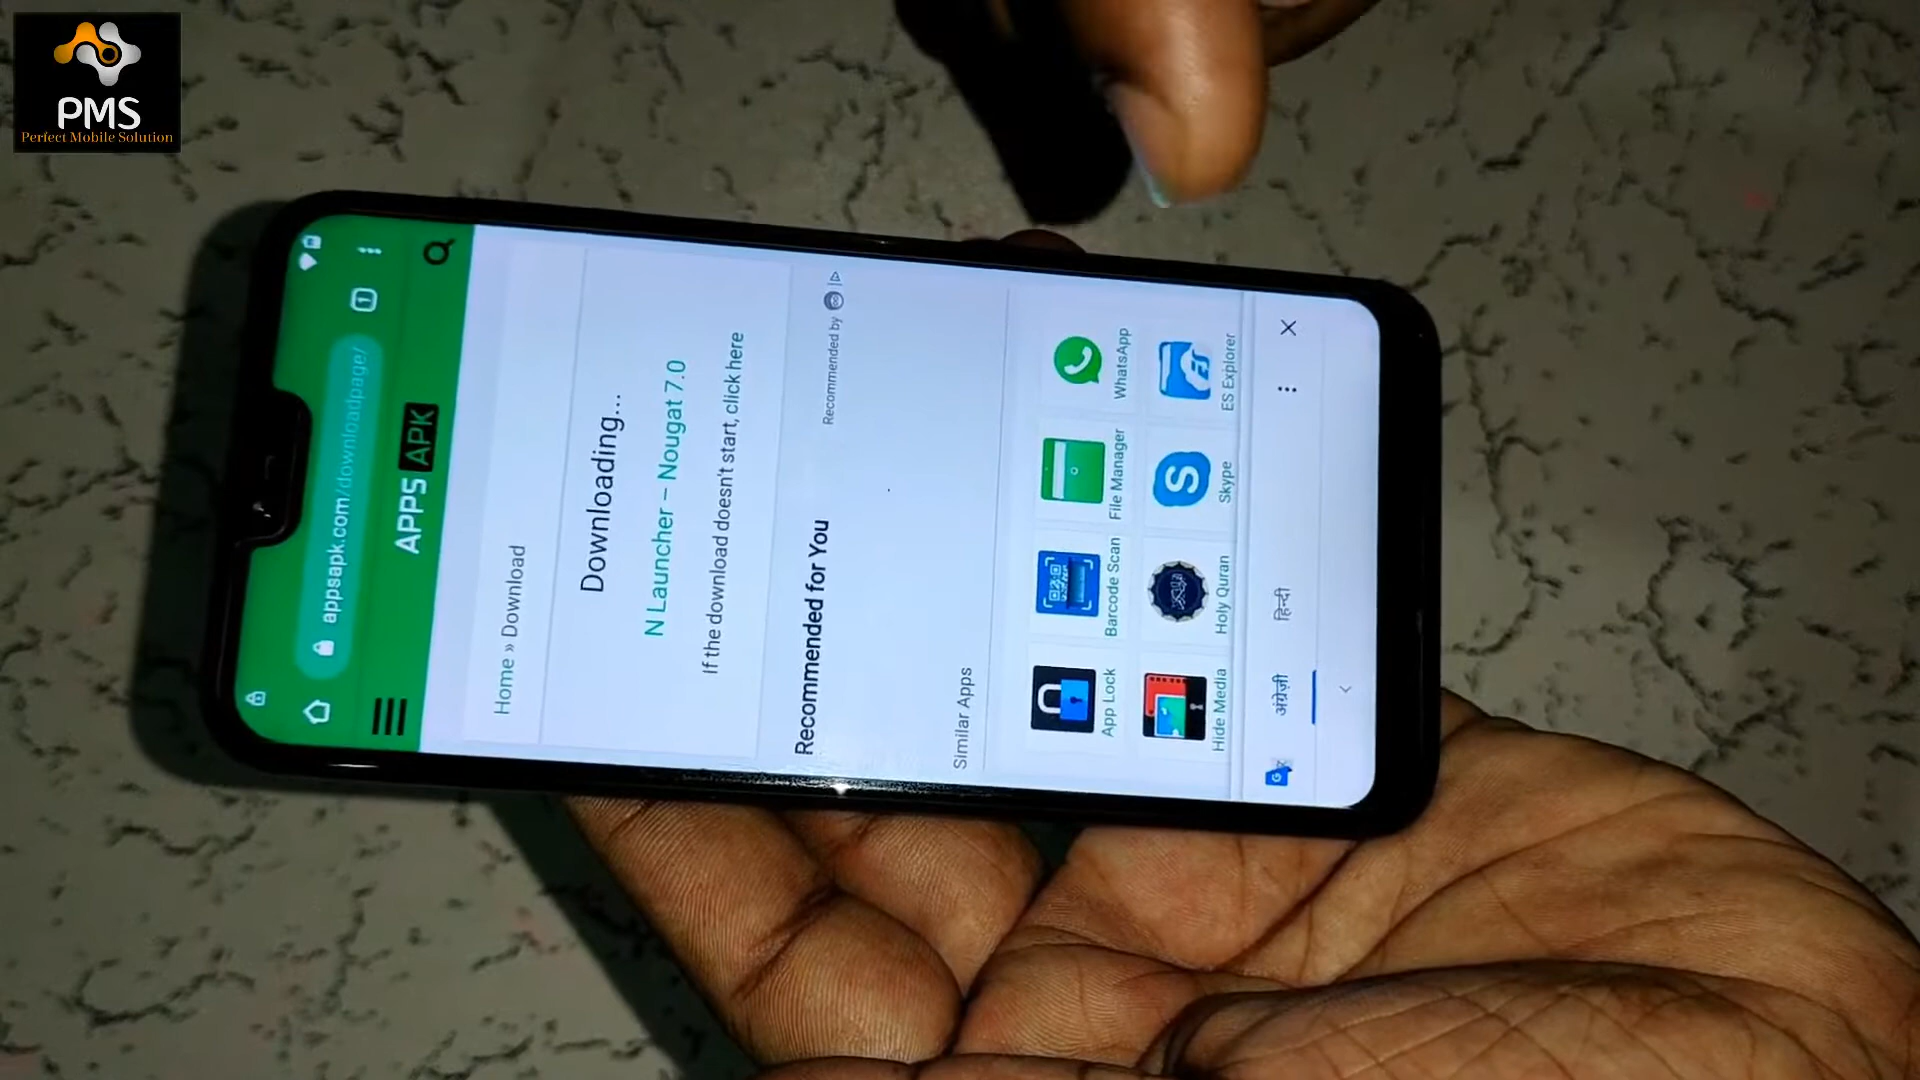 PMS
Perfect Mobile Solution
1
appsapk.com/downloadpage/
APPS APK
Home » Download
Downloading...
N Launcher – Nougat 7.0
If the download doesn't start, click here
Recommended for You
Recommended by
Similar Apps
App Lock
Barcode Scan
File Manager
WhatsApp
Hide Media
Holy Quran
Skype
ES Explorer
अंग्रेज़ी
हिन्दी